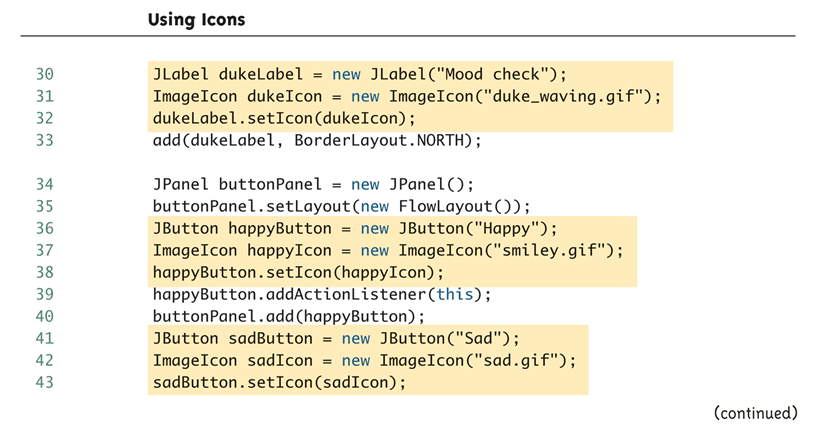 Using Icons
30 JLabel dukeLabel = new JLabel("Mood check");
31 ImageIcon dukeIcon = new ImageIcon("duke_waving.gif");
32 dukeLabel.setIcon(dukeIcon);
33 add(dukeLabel, BorderLayout.NORTH);
34 JPanel buttonPanel = new JPanel();
35 buttonPanel.setLayout(new FlowLayout());
36 JButton happyButton = new JButton("Happy");
37 ImageIcon happyIcon = new ImageIcon("smiley.gif");
38 happyButton.setIcon(happyIcon);
39 happyButton.addActionListener(this);
40 buttonPanel.add(happyButton);
41 JButton sadButton = new JButton("Sad");
42 ImageIcon sadIcon = new ImageIcon("sad.gif");
43 sadButton.setIcon(sadIcon);
(continued)